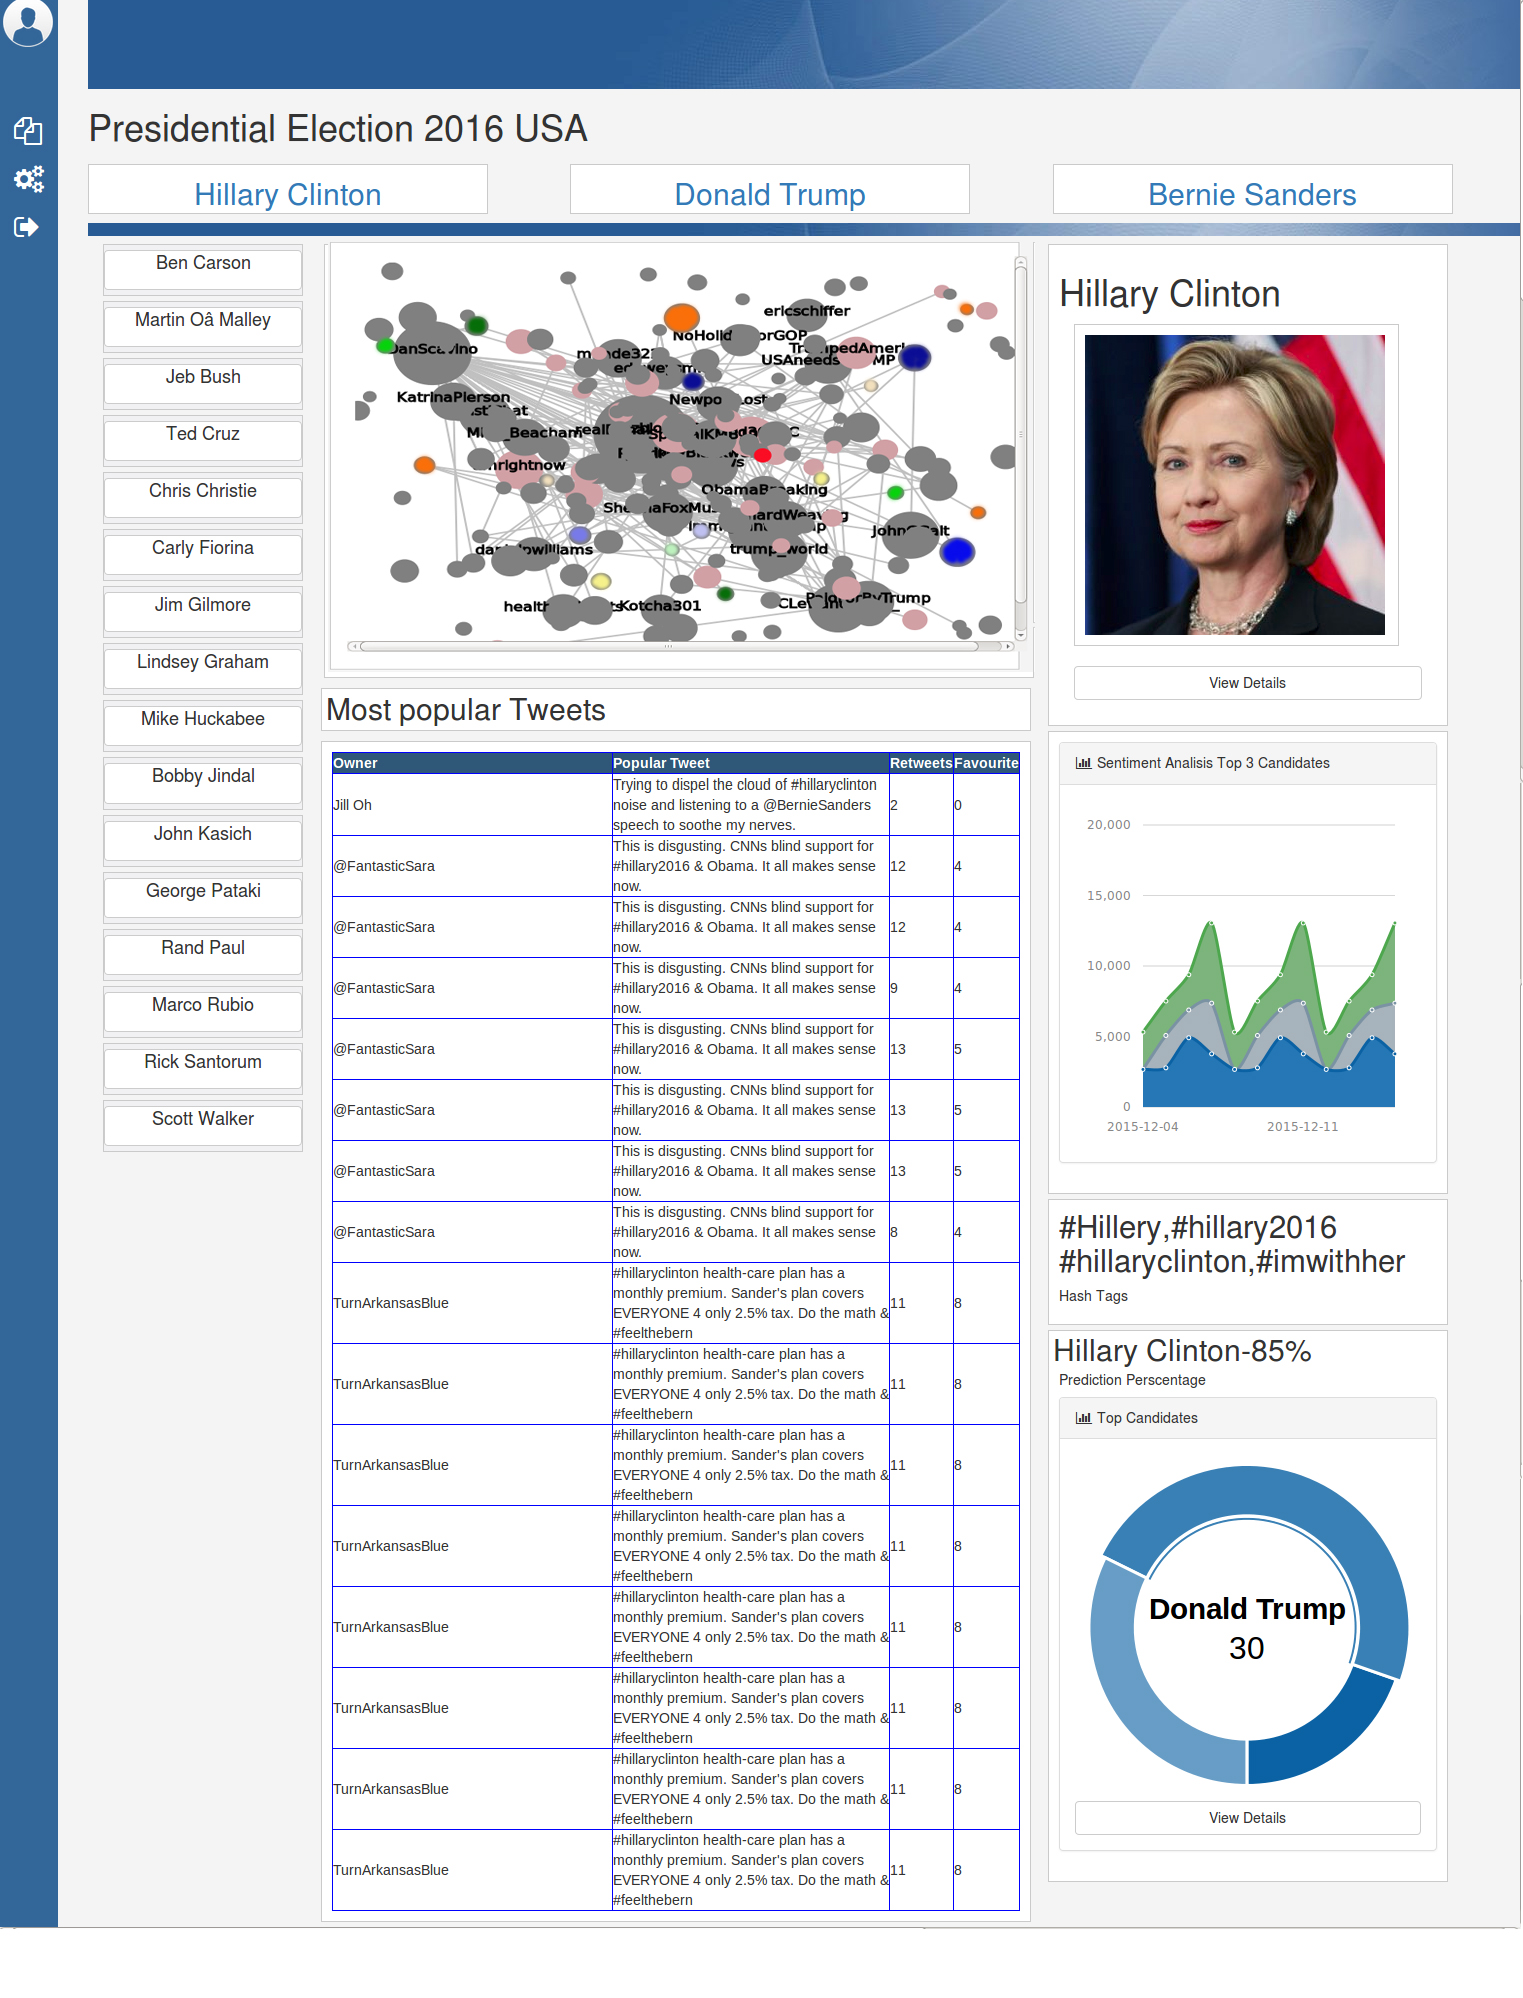 Presidential Election 2016 USA
Hillary Clinton
Donald Trump
Bernie Sanders
Ben Carson
Martin Oâ Malley
Jeb Bush
Ted Cruz
Chris Christie
Carly Fiorina
Jim Gilmore
Lindsey Graham
Mike Huckabee
Bobby Jindal
John Kasich
George Pataki
Rand Paul
Marco Rubio
Rick Santorum
Scott Walker
ericschiffer
KatrinaPierson
ObamaBreaking
trump_world
Kotcha301
Most popular Tweets
Owner Popular Tweet Retweets Favourite
Jill Oh Trying to dispel the cloud of #hillaryclinton
noise and listening to a @BernieSanders
speech to soothe my nerves. 2 0
@FantasticSara This is disgusting. CNNs blind support for
#hillary2016 & Obama. It all makes sense
now. 12 4
@FantasticSara This is disgusting. CNNs blind support for
#hillary2016 & Obama. It all makes sense
now. 12 4
@FantasticSara This is disgusting. CNNs blind support for
#hillary2016 & Obama. It all makes sense
now. 9 4
@FantasticSara This is disgusting. CNNs blind support for
#hillary2016 & Obama. It all makes sense
now. 13 5
@FantasticSara This is disgusting. CNNs blind support for
#hillary2016 & Obama. It all makes sense
now. 13 5
@FantasticSara This is disgusting. CNNs blind support for
#hillary2016 & Obama. It all makes sense
now. 13 5
@FantasticSara This is disgusting. CNNs blind support for
#hillary2016 & Obama. It all makes sense
now. 8 4
TurnArkansasBlue #hillaryclinton health-care plan has a
monthly premium. Sander's plan covers
EVERYONE 4 only 2.5% tax. Do the math &
#feelthebern 11 8
TurnArkansasBlue #hillaryclinton health-care plan has a
monthly premium. Sander's plan covers
EVERYONE 4 only 2.5% tax. Do the math &
#feelthebern 11 8
TurnArkansasBlue #hillaryclinton health-care plan has a
monthly premium. Sander's plan covers
EVERYONE 4 only 2.5% tax. Do the math &
#feelthebern 11 8
TurnArkansasBlue #hillaryclinton health-care plan has a
monthly premium. Sander's plan covers
EVERYONE 4 only 2.5% tax. Do the math &
#feelthebern 11 8
TurnArkansasBlue #hillaryclinton health-care plan has a
monthly premium. Sander's plan covers
EVERYONE 4 only 2.5% tax. Do the math &
#feelthebern 11 8
TurnArkansasBlue #hillaryclinton health-care plan has a
monthly premium. Sander's plan covers
EVERYONE 4 only 2.5% tax. Do the math &
#feelthebern 11 8
TurnArkansasBlue #hillaryclinton health-care plan has a
monthly premium. Sander's plan covers
EVERYONE 4 only 2.5% tax. Do the math &
#feelthebern 11 8
TurnArkansasBlue #hillaryclinton health-care plan has a
monthly premium. Sander's plan covers
EVERYONE 4 only 2.5% tax. Do the math &
#feelthebern 11 8
Hillary Clinton
View Details
Sentiment Analisis Top 3 Candidates
20,000
15,000
10,000
5,000
0
2015-12-04 2015-12-11
#Hillery,#hillary2016
#hillaryclinton,#imwithher
Hash Tags
Hillary Clinton-85%
Prediction Perscentage
Top Candidates
Donald Trump
30
View Details